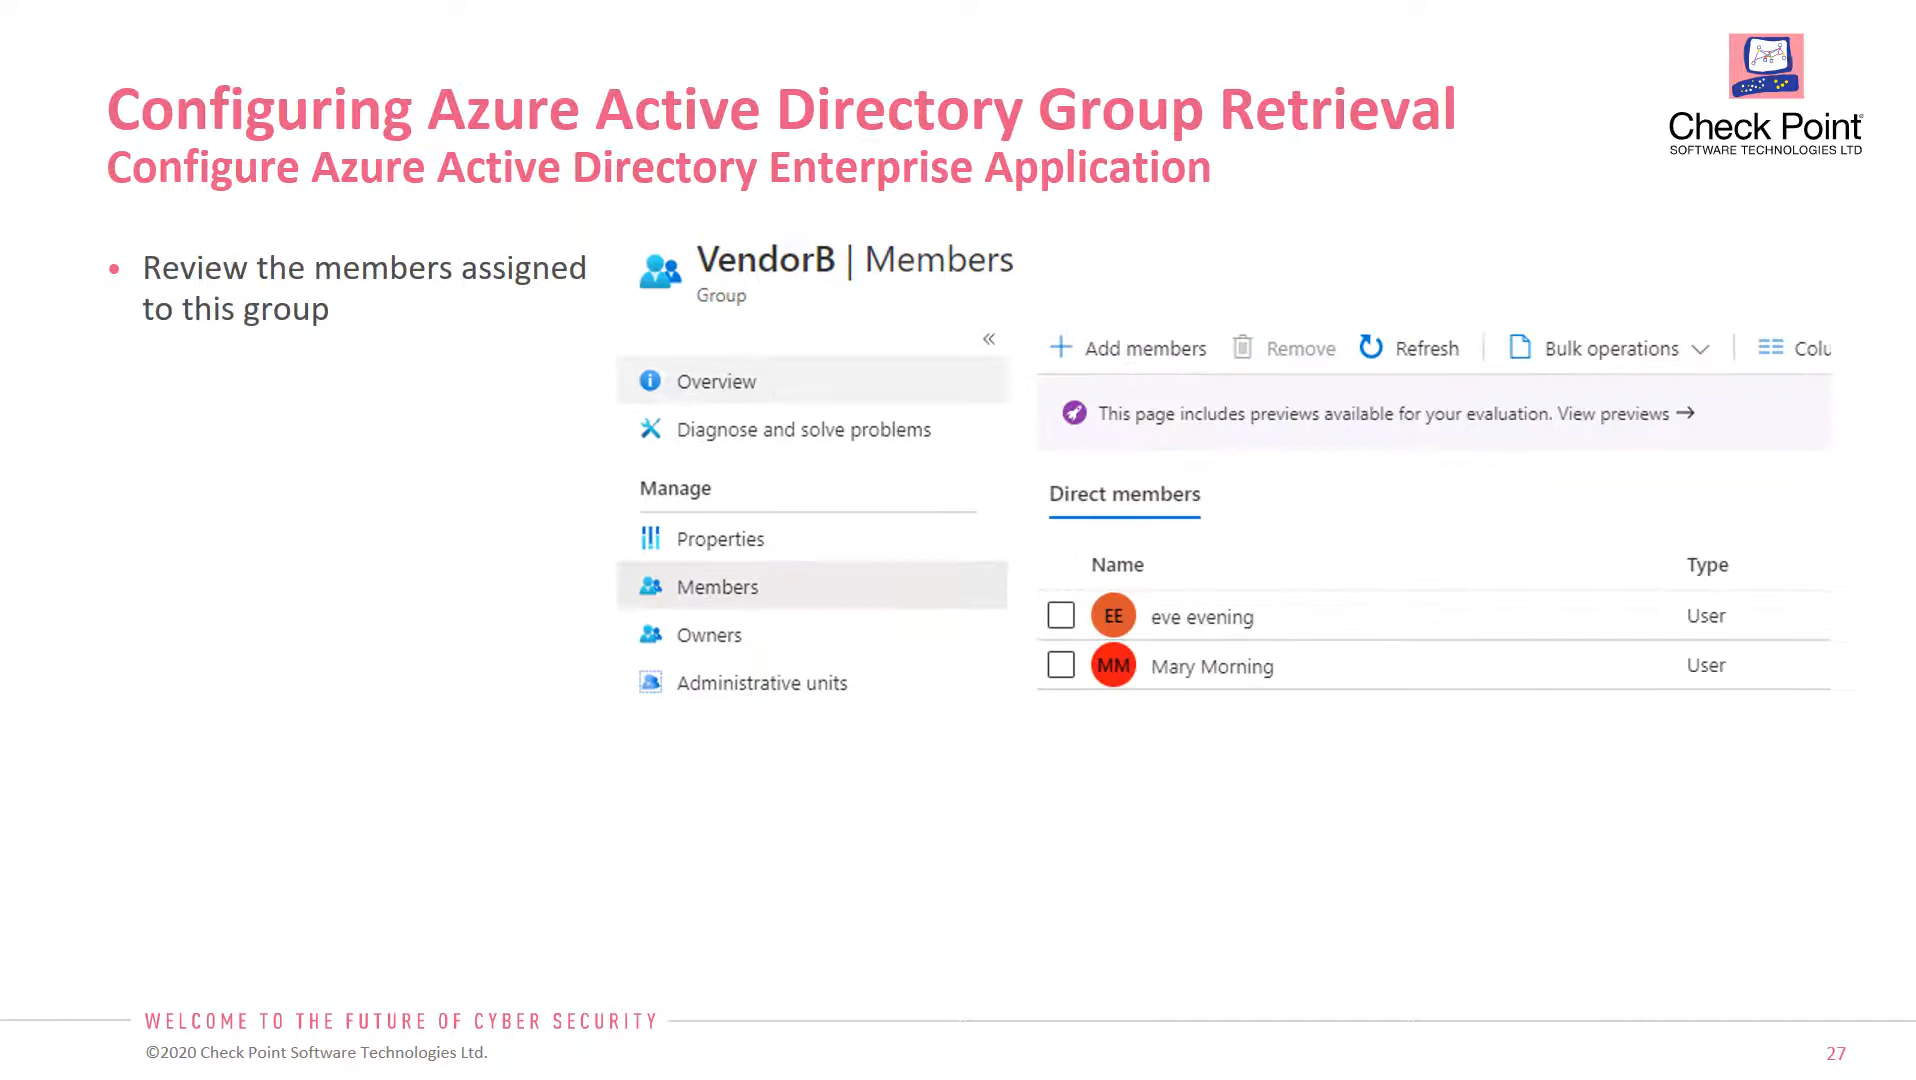 Configuring Azure Active Directory Group Retrieval
Configure Azure Active Directory Enterprise Application
Check Point
SOFTWARE TECHNOLOGIES LTD
• Review the members assigned
to this group
VendorB | Members
Group
«
Overview
Diagnose and solve problems
Manage
Properties
Members
Owners
Administrative units
Add members Remove Refresh Bulk operations Colu
This page includes previews available for your evaluation. View previews →
Direct members
Name Type
EE eve evening User
MM Mary Morning User
WELCOME TO THE FUTURE OF CYBER SECURITY
©2020 Check Point Software Technologies Ltd.
27